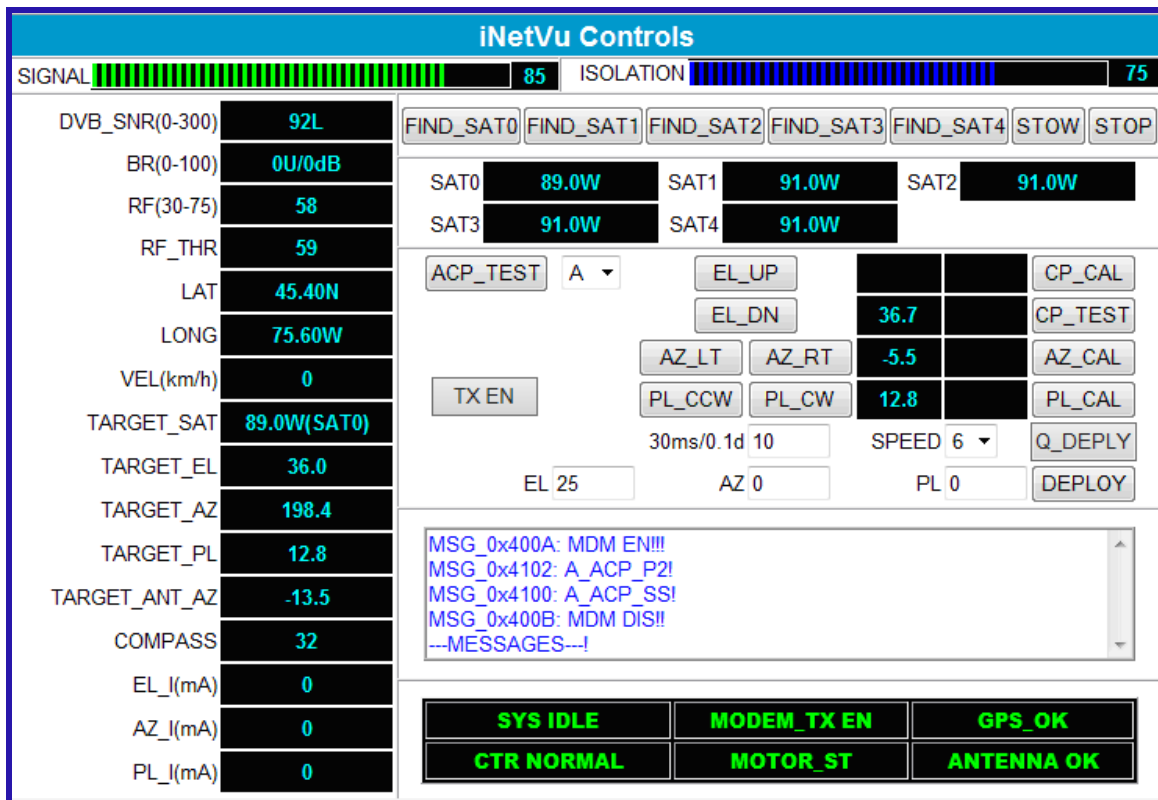 iNetVu Controls
SIGNAL 85 ISOLATION 75
DVB_SNR(0-300) 92L
BR(0-100) 0U/0dB
RF(30-75) 58
RF_THR 59
LAT 45.40N
LONG 75.60W
VEL(km/h) 0
TARGET_SAT 89.0W(SAT0)
TARGET_EL 36.0
TARGET_AZ 198.4
TARGET_PL 12.8
TARGET_ANT_AZ -13.5
COMPASS 32
EL_I(mA) 0
AZ_I(mA) 0
PL_I(mA) 0
FIND_SAT0 FIND_SAT1 FIND_SAT2 FIND_SAT3 FIND_SAT4 STOW STOP
SAT0 89.0W SAT1 91.0W SAT2 91.0W
SAT3 91.0W SAT4 91.0W
ACP_TEST A EL_UP CP_CAL
EL_DN 36.7 CP_TEST
AZ_LT AZ_RT -5.5 AZ_CAL
TX EN PL_CCW PL_CW 12.8 PL_CAL
30ms/0.1d 10 SPEED 6 Q_DEPLY
EL 25 AZ 0 PL 0 DEPLOY
MSG_0x400A: MDM EN!!!
MSG_0x4102: A_ACP_P2!
MSG_0x4100: A_ACP_SS!
MSG_0x400B: MDM DIS!!
---MESSAGES---!
SYS IDLE MODEM_TX EN GPS_OK
CTR NORMAL MOTOR_ST ANTENNA OK